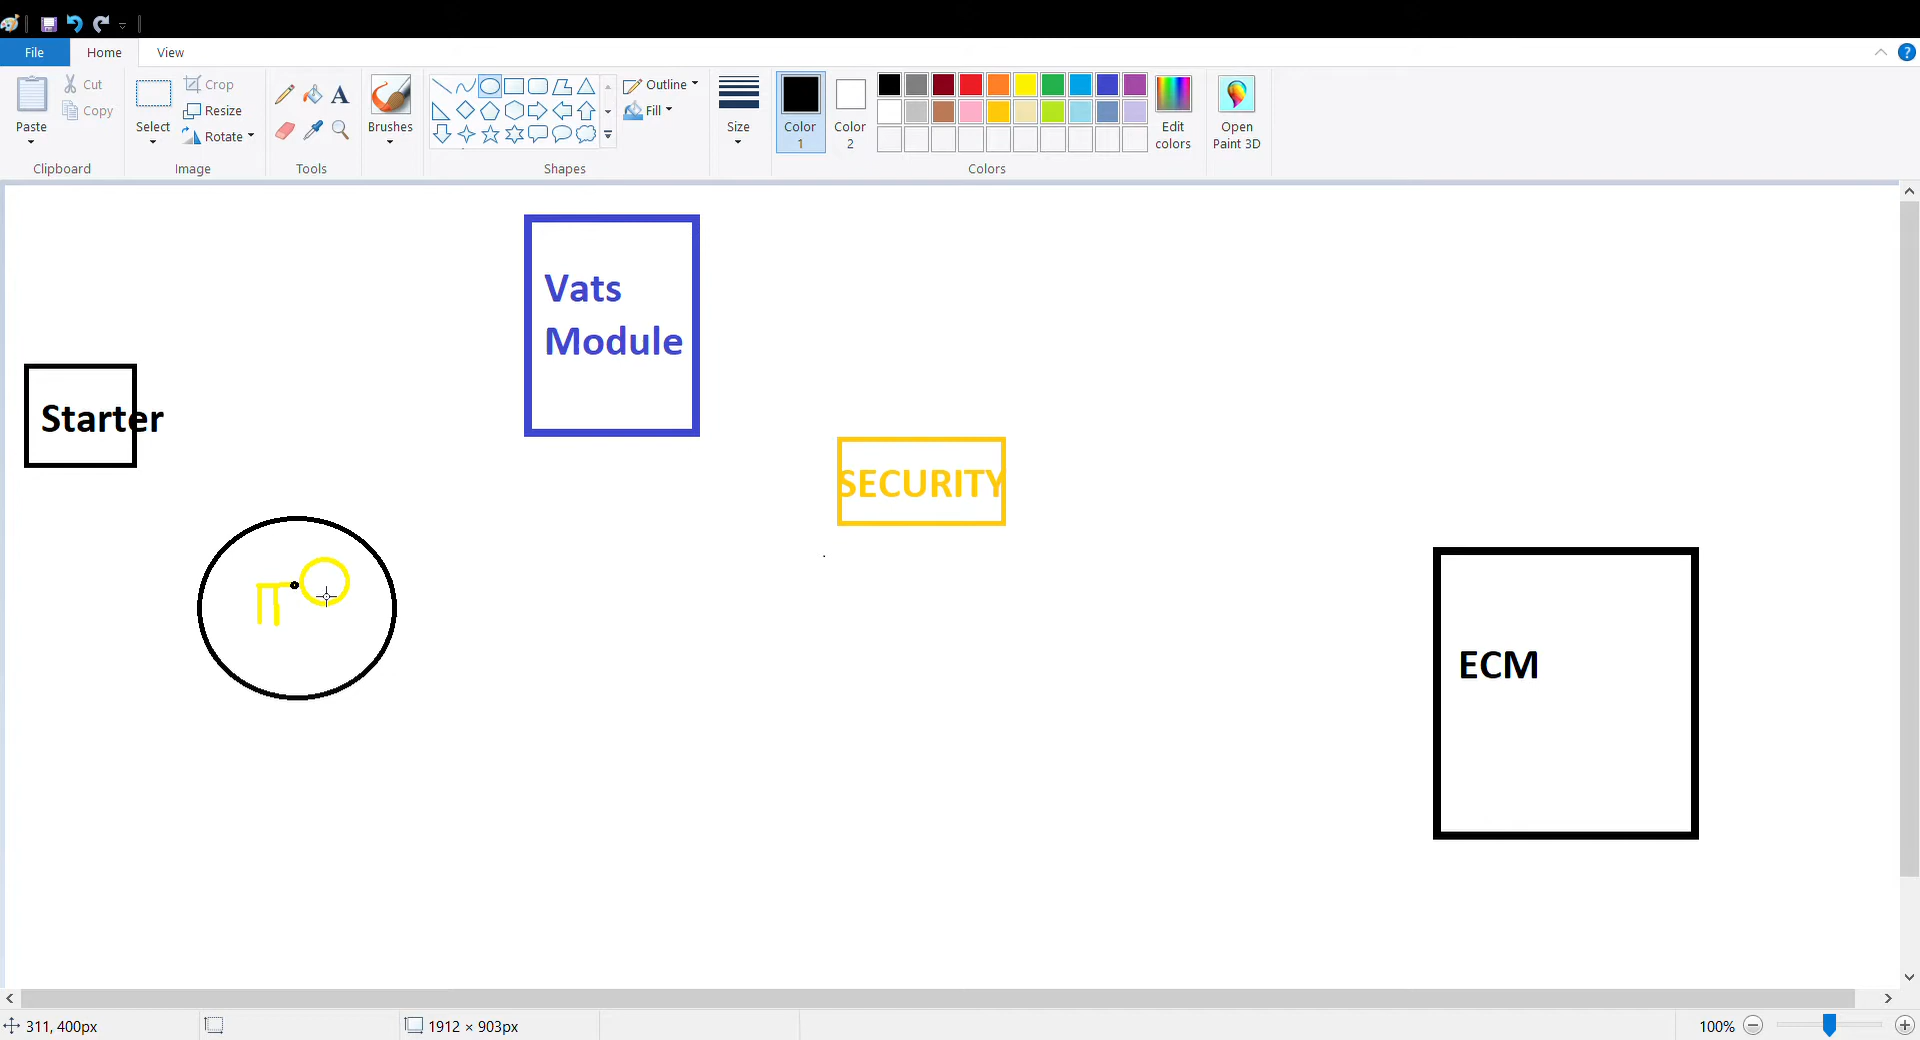 File Home View
Paste
Cut
Copy
Clipboard
Select
Crop
Resize
Rotate
Image
A
Tools
Brushes
Shapes
Outline
Fill
Size
Color
1
Color
2
Colors
Edit
colors
Open
Paint 3D
?
Vats
Module
Starter
SECURITY
ECM
311, 400px
1912 × 903px
100%